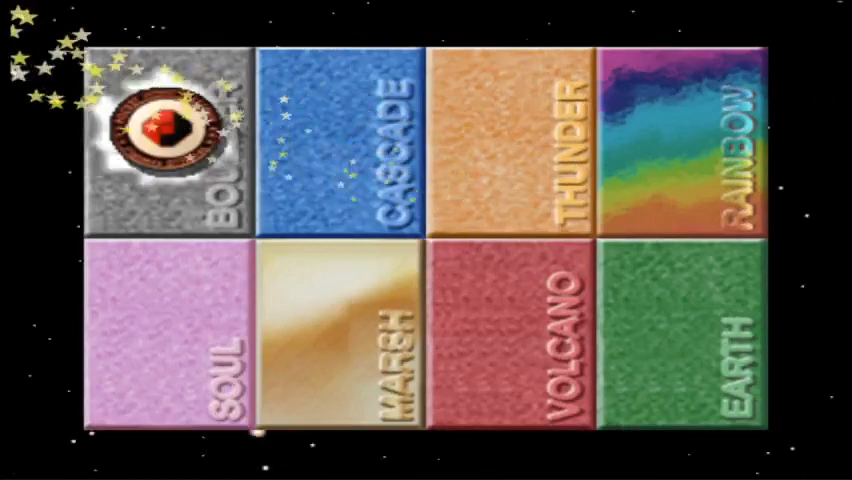 CASCADE
THUNDER
RAINBOW
SOUL
MARSH
VOLCANO
EARTH